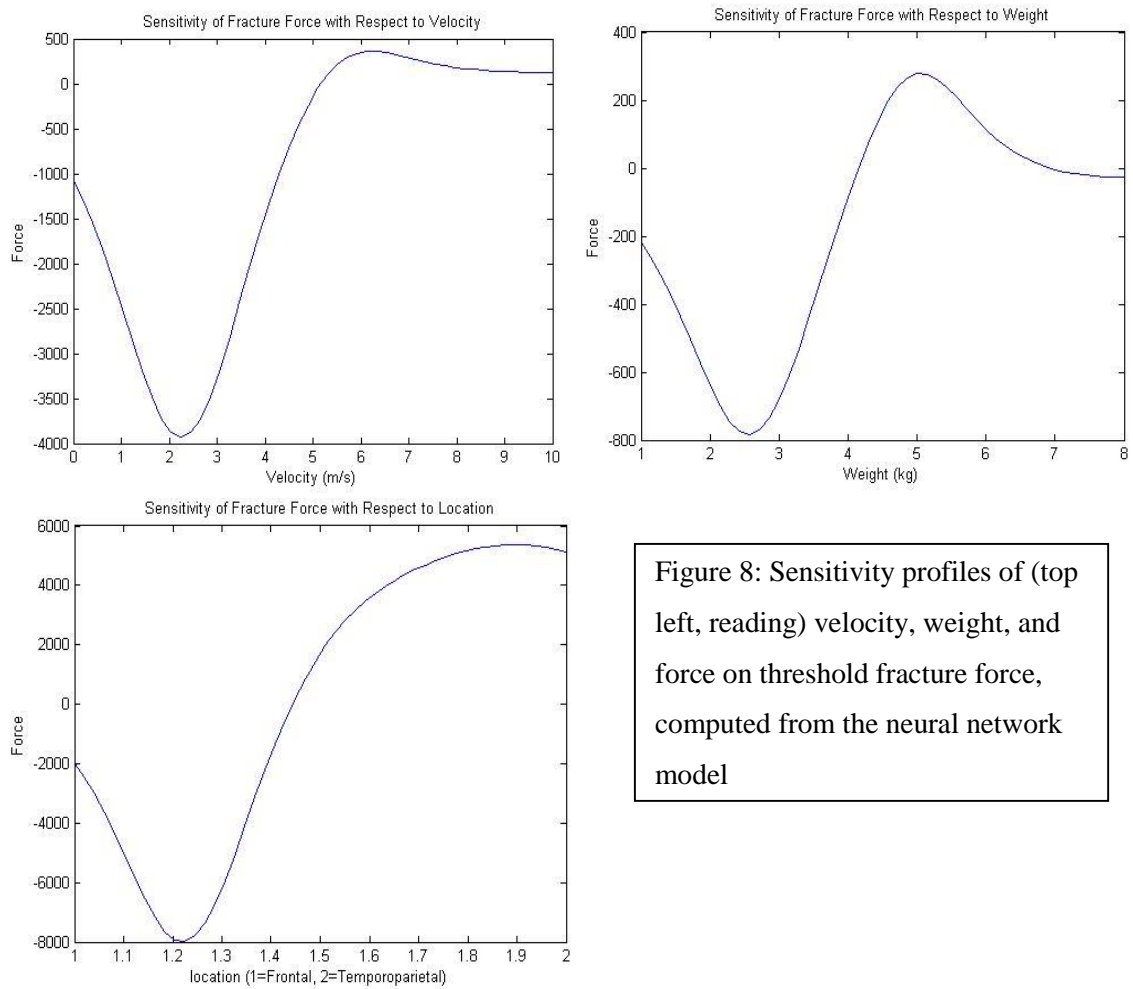 Sensitivity of Fracture Force with Respect to Velocity
500
0
-500
-1000
-1500
-2000
-2500
-3000
-3500
-4000
Force
0 1 2 3 4 5 6 7 8 9 10
Velocity (m/s)
Sensitivity of Fracture Force with Respect to Weight
400
200
0
-200
-400
-600
-800
Force
1 2 3 4 5 6 7 8
Weight (kg)
Sensitivity of Fracture Force with Respect to Location
6000
4000
2000
0
-2000
-4000
-6000
-8000
Force
1 1.1 1.2 1.3 1.4 1.5 1.6 1.7 1.8 1.9 2
location (1=Frontal, 2=Temporoparietal)
Figure 8: Sensitivity profiles of (top
left, reading) velocity, weight, and
force on threshold fracture force,
computed from the neural network
model